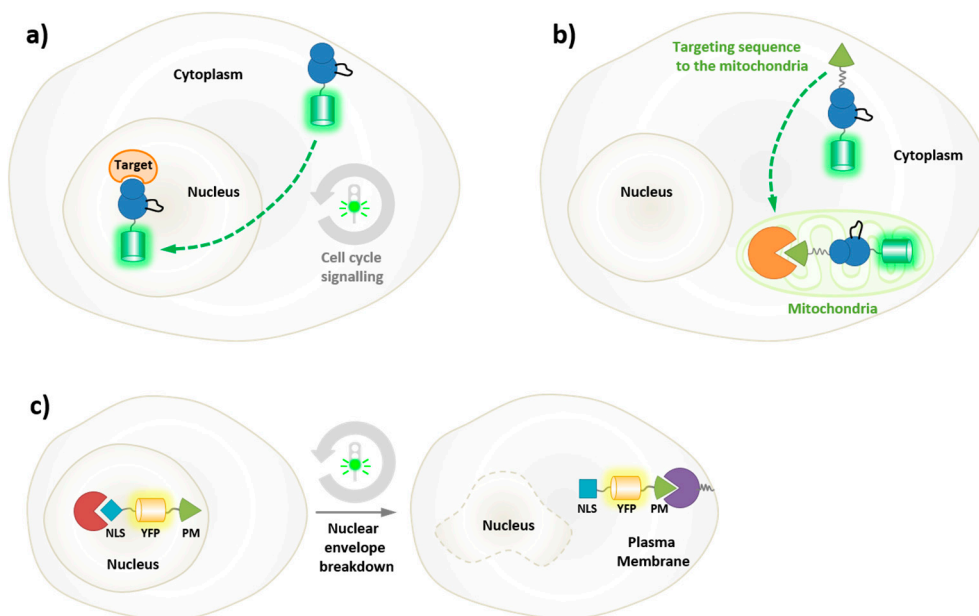 a)
Cytoplasm
Target
Nucleus
Cell cycle
signalling
b)
Targeting sequence
to the mitochondria
Cytoplasm
Nucleus
Mitochondria
c)
NLS
YFP
PM
Nucleus
Nuclear
envelope
breakdown
Nucleus
NLS
YFP
PM
Plasma
Membrane